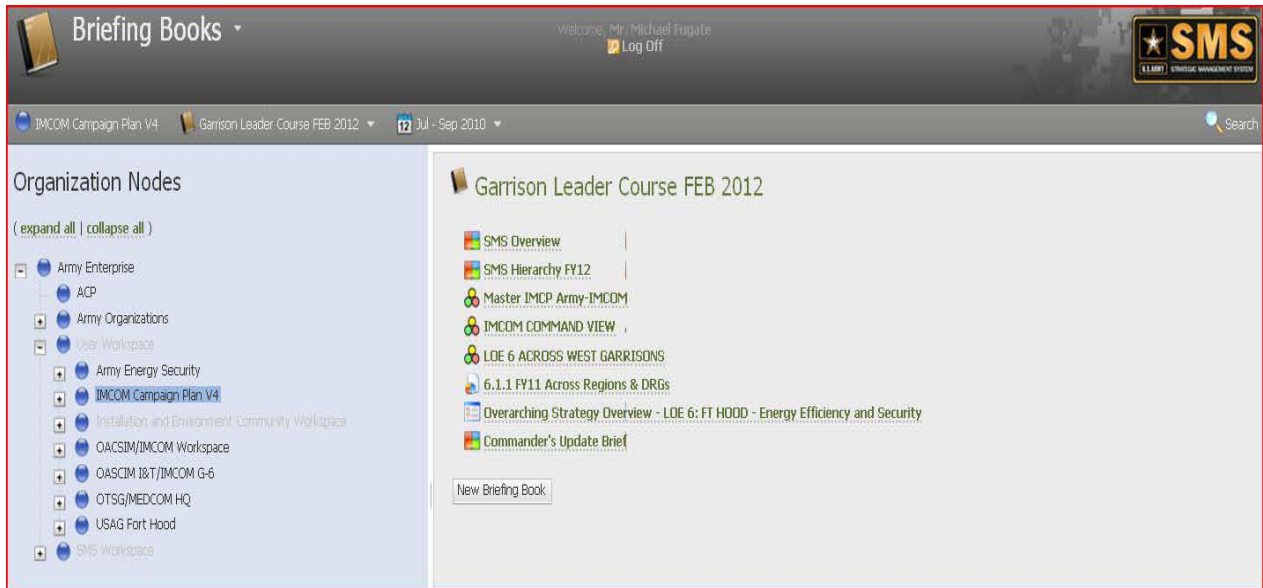 Briefing Books
Welcome, Mr. Michael Fugate
Log Off
SMS
U.S. ARMY STRATEGIC MANAGEMENT SYSTEM
IMCOM Campaign Plan V4
Garrison Leader Course FEB 2012
12 Jul - Sep 2010
Search
Organization Nodes
( expand all | collapse all )
Army Enterprise
ACP
Army Organizations
User Workspace
Army Energy Security
IMCOM Campaign Plan V4
Installation and Environment Community Workspace
OACSIM/IMCOM Workspace
OASCIM I&T/IMCOM G-6
OTSG/MEDCOM HQ
USAG Fort Hood
SMS Workspace
Garrison Leader Course FEB 2012
SMS Overview
SMS Hierarchy FY12
Master IMCP Army-IMCOM
IMCOM COMMAND VIEW
LOE 6 ACROSS WEST GARRISONS
6.1.1 FY11 Across Regions & DRGs
Overarching Strategy Overview - LOE 6: FT HOOD - Energy Efficiency and Security
Commander's Update Brief
New Briefing Book